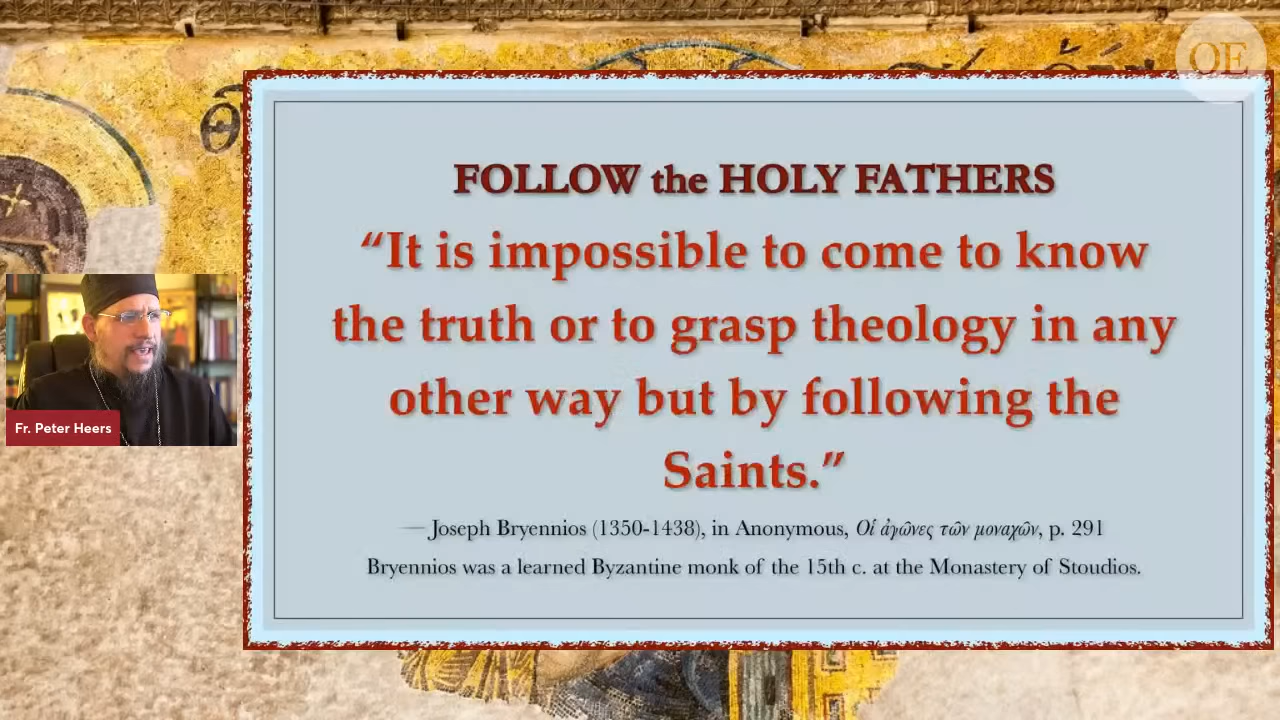 OE
FOLLOW the HOLY FATHERS
“It is impossible to come to know
the truth or to grasp theology in any
other way but by following the
Saints.”
— Joseph Bryennios (1350-1438), in Anonymous, Οἱ ἀγῶνες τῶν μοναχῶν, p. 291
Bryennios was a learned Byzantine monk of the 15th c. at the Monastery of Stoudios.
Fr. Peter Heers